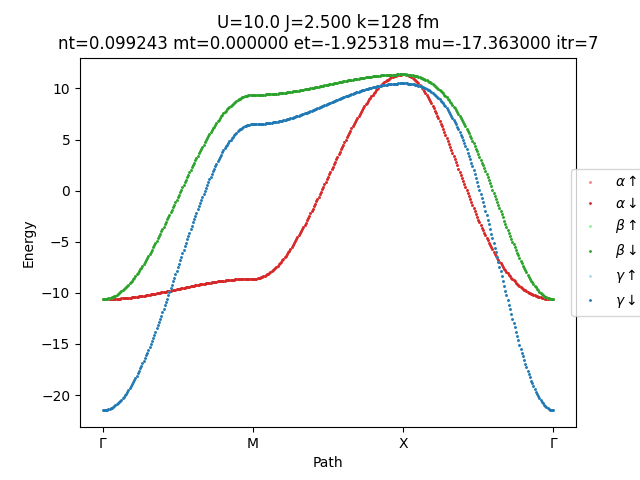 U=10.0 J=2.500 k=128 fm
nt=0.099243 mt=0.000000 et=-1.925318 mu=-17.363000 itr=7
Energy
10
5
0
−5
−10
−15
−20
Γ
M
X
Γ
Path
α↑
α↓
β↑
β↓
γ↑
γ↓